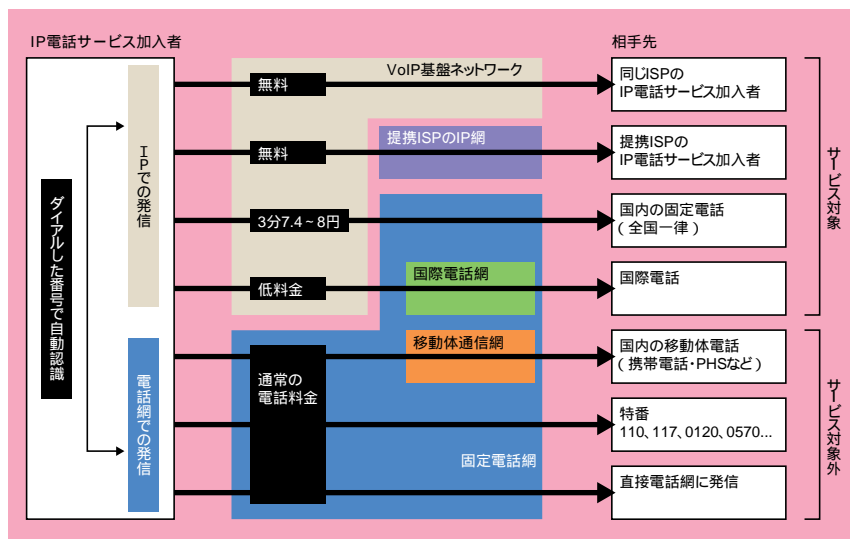 IP電話サービス加入者
相手先
ダイアルした番号で自動認識
IPでの発信
電話網での発信
VoIP基盤ネットワーク
無料
同じISPの
IP電話サービス加入者
提携ISPのIP網
無料
提携ISPの
IP電話サービス加入者
3分7.4～8円
国内の固定電話
(全国一律)
国際電話網
低料金
国際電話
サービス対象
移動体通信網
通常の
電話料金
国内の移動体電話
(携帯電話・PHSなど)
特番
110、117、0120、0570...
固定電話網
直接電話網に発信
サービス対象外